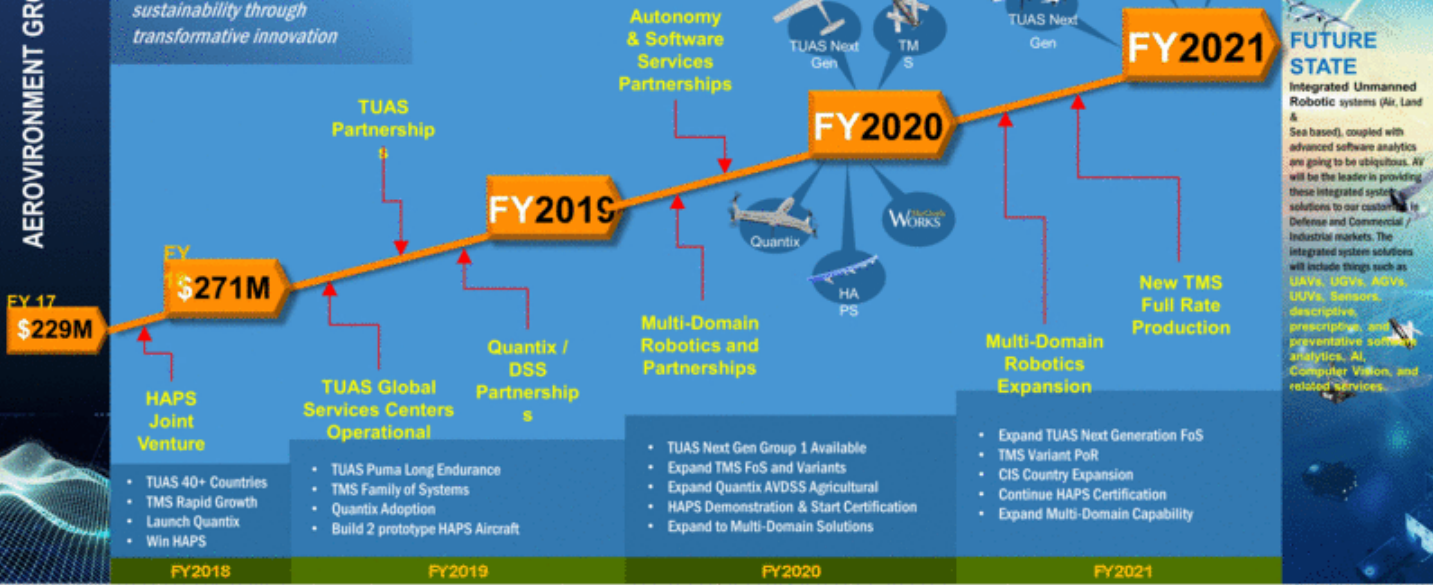 AEROVIRONMENT GRO
sustainability through
transformative innovation
FY 17
$229M
FY
$271M
HAPS
Joint
Venture
TUAS
Partnership
s
TUAS Global
Services Centers
Operational
FY2019
Quantix /
DSS
Partnership
s
Autonomy
& Software
Services
Partnerships
Multi-Domain
Robotics and
Partnerships
TUAS Next
Gen
TM
S
FY2020
Quantix
HA
PS
WORKS
TUAS Next
Gen
FY2021
Multi-Domain
Robotics
Expansion
New TMS
Full Rate
Production
FUTURE
STATE
Integrated Unmanned
Robotic systems (Air, Land
&
Sea based), coupled with
advanced software analytics
are going to be ubiquitous. AV
will be the leader in providing
these integrated system
solutions to our customers in
Defense and Commercial /
Industrial markets. The
integrated system solutions
will include things such as
UAVs, UGVs, AGVs,
UUVs, Sensors,
descriptive,
prescriptive, and
preventative software
analytics, AI,
Computer Vision, and
related services.
• TUAS 40+ Countries
• TMS Rapid Growth
• Launch Quantix
• Win HAPS
• TUAS Puma Long Endurance
• TMS Family of Systems
• Quantix Adoption
• Build 2 prototype HAPS Aircraft
• TUAS Next Gen Group 1 Available
• Expand TMS FoS and Variants
• Expand Quantix AVDSS Agricultural
• HAPS Demonstration & Start Certification
• Expand to Multi-Domain Solutions
• Expand TUAS Next Generation FoS
• TMS Variant PoR
• CIS Country Expansion
• Continue HAPS Certification
• Expand Multi-Domain Capability
FY2018
FY2019
FY2020
FY2021